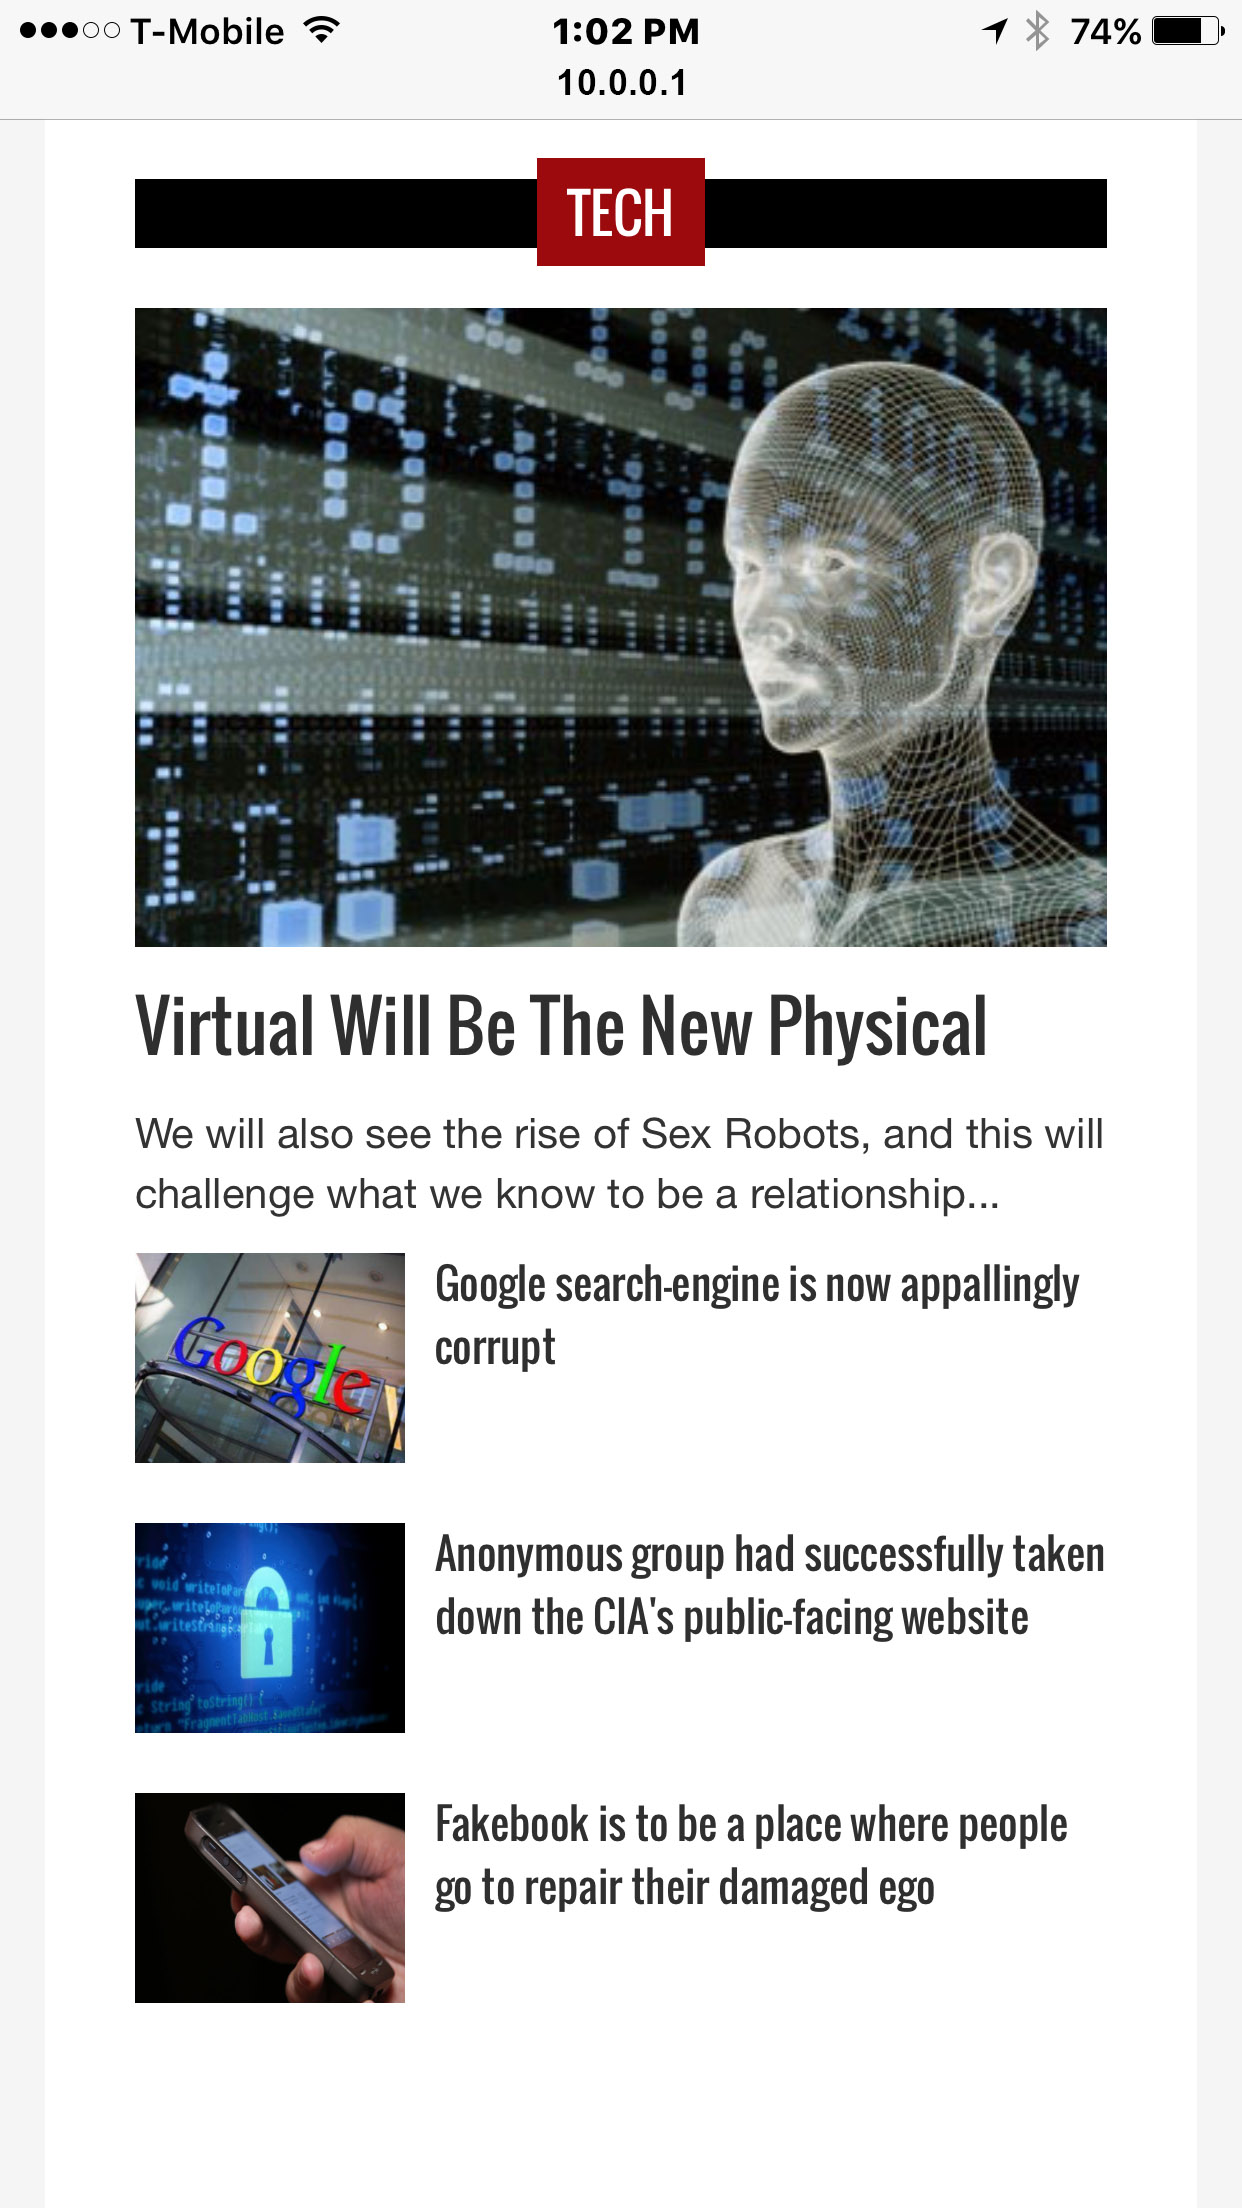 T-Mobile 1:02 PM 74%
10.0.0.1
TECH
Virtual Will Be The New Physical
We will also see the rise of Sex Robots, and this will
challenge what we know to be a relationship...
Google search-engine is now appallingly
corrupt
Google
Anonymous group had successfully taken
down the CIA's public-facing website
String toString() {
Fakebook is to be a place where people
go to repair their damaged ego